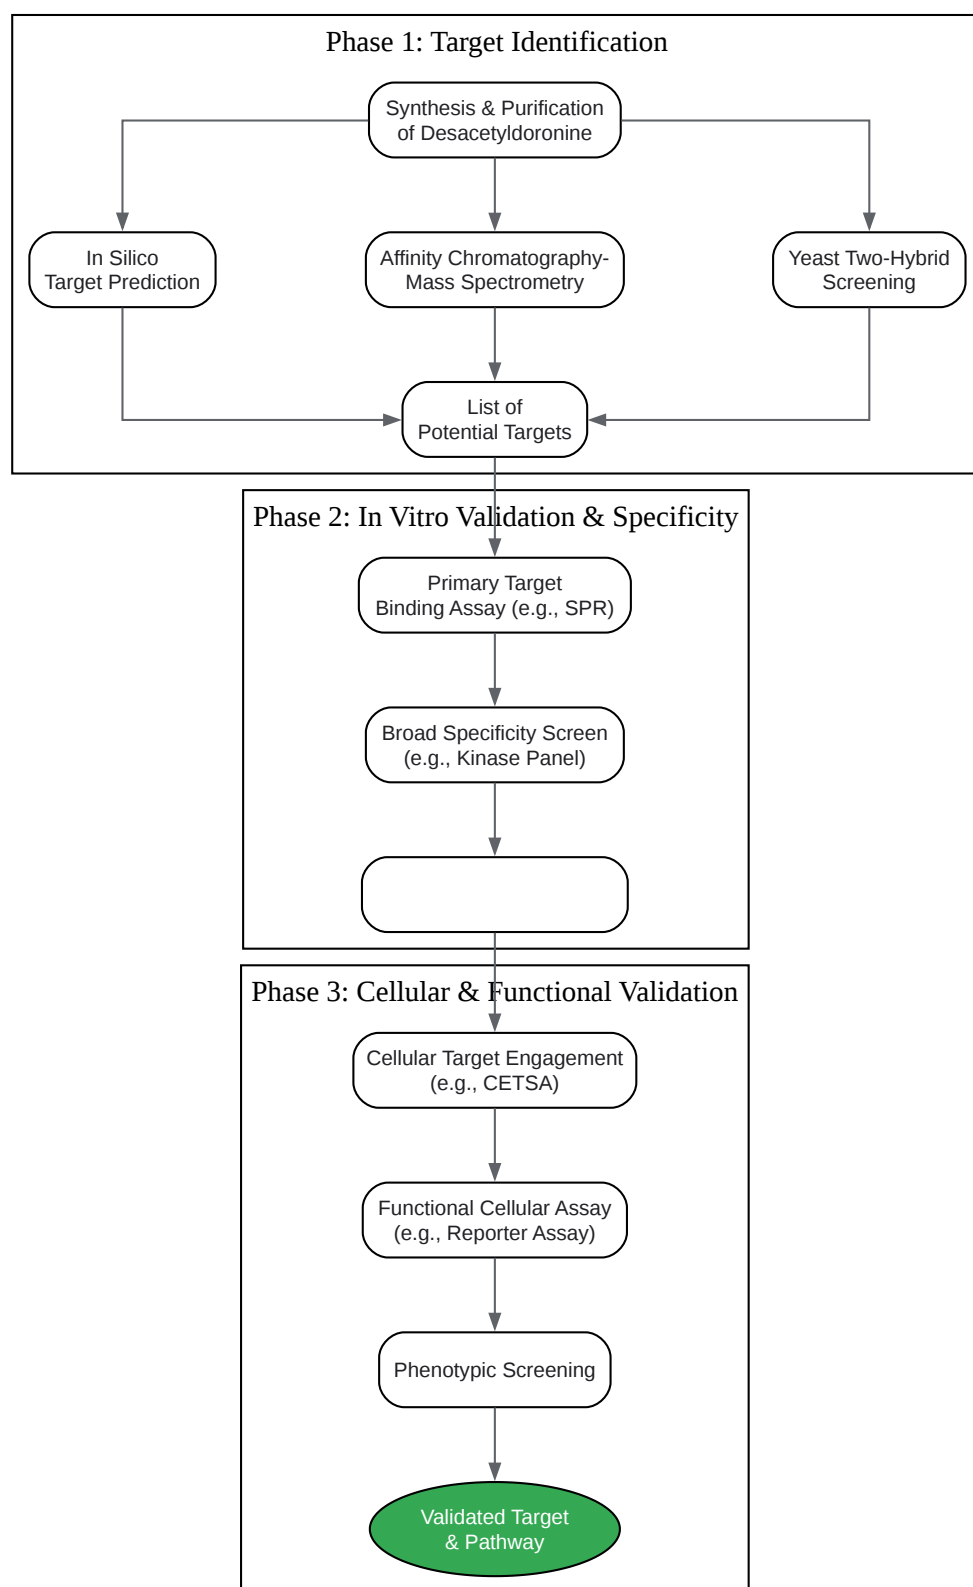 Phase 1: Target Identification
Synthesis & Purification
of Desacetyldoronine
In Silico
Target Prediction
Affinity Chromatography-
Mass Spectrometry
Yeast Two-Hybrid
Screening
List of
Potential Targets
Phase 2: In Vitro Validation & Specificity
Primary Target
Binding Assay (e.g., SPR)
Broad Specificity Screen
(e.g., Kinase Panel)
Phase 3: Cellular & Functional Validation
Cellular Target Engagement
(e.g., CETSA)
Functional Cellular Assay
(e.g., Reporter Assay)
Phenotypic Screening
Validated Target
& Pathway